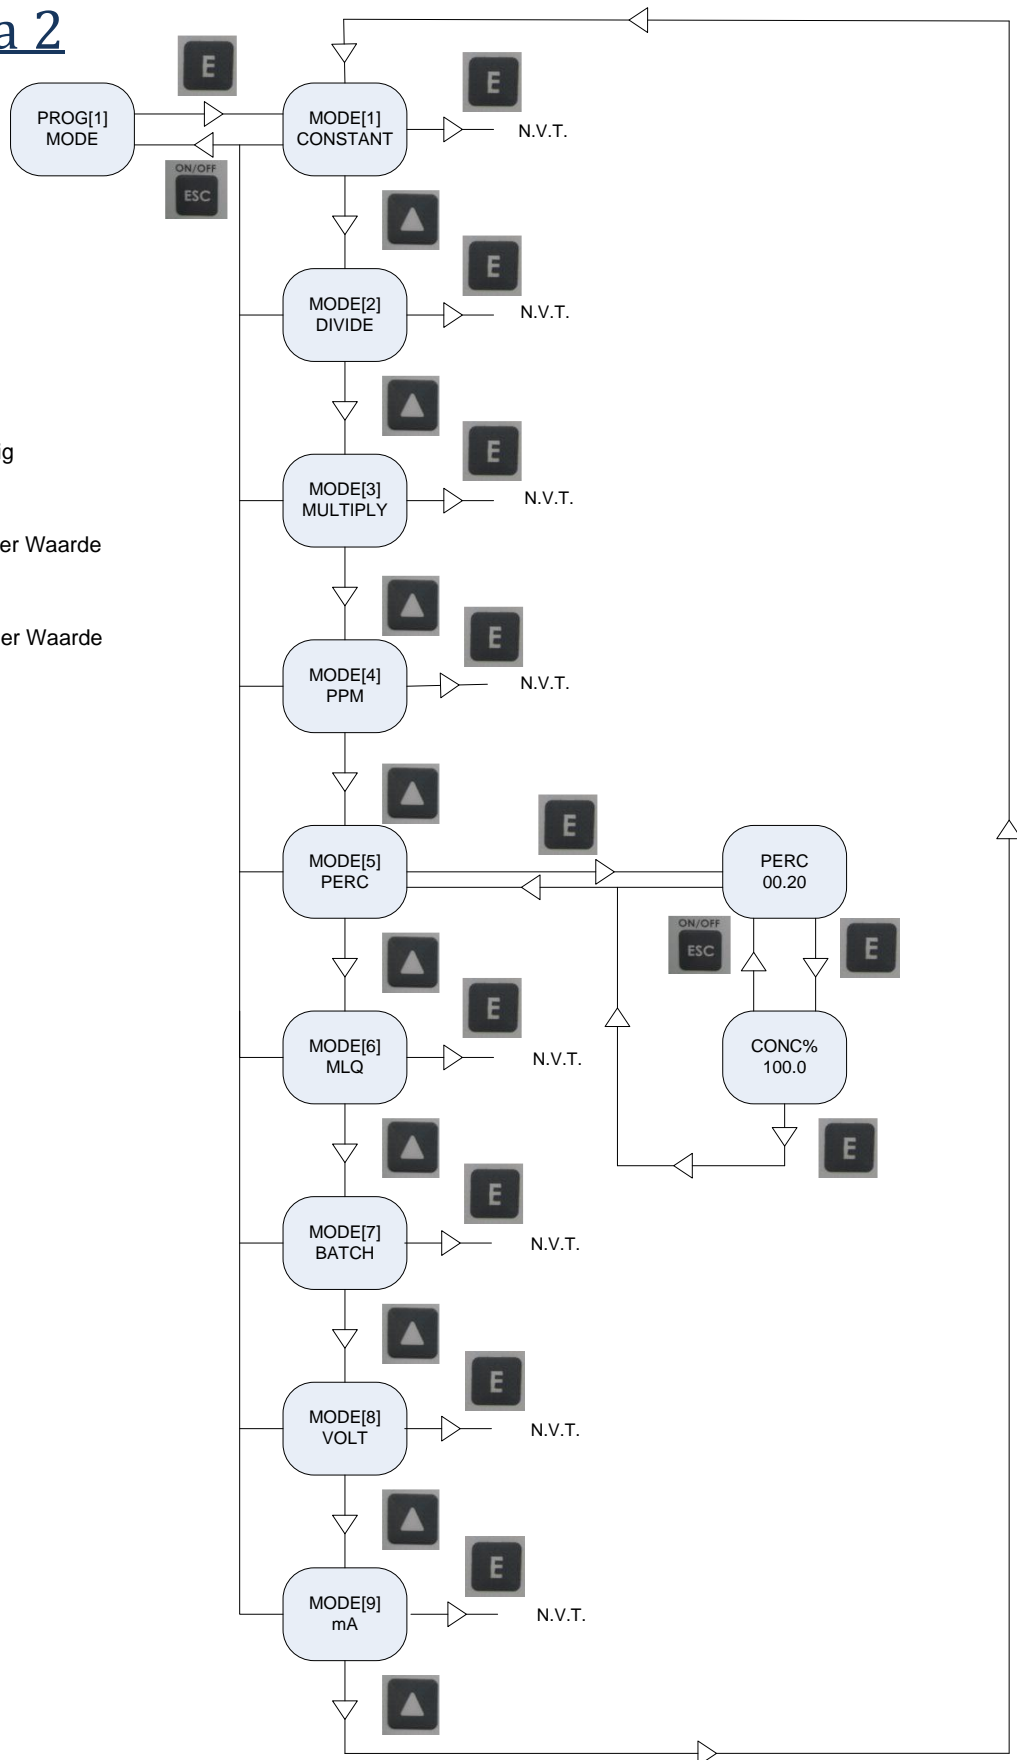 a 2
E
E
PROG[1]
MODE
MODE[1]
CONSTANT
N.V.T.
ON/OFF
ESC
E
MODE[2]
DIVIDE
N.V.T.
ig
E
MODE[3]
MULTIPLY
N.V.T.
er Waarde
er Waarde
E
MODE[4]
PPM
N.V.T.
E
MODE[5]
PERC
PERC
00.20
ON/OFF
ESC
E
E
MODE[6]
MLQ
N.V.T.
CONC%
100.0
E
E
MODE[7]
BATCH
N.V.T.
E
MODE[8]
VOLT
N.V.T.
E
MODE[9]
mA
N.V.T.